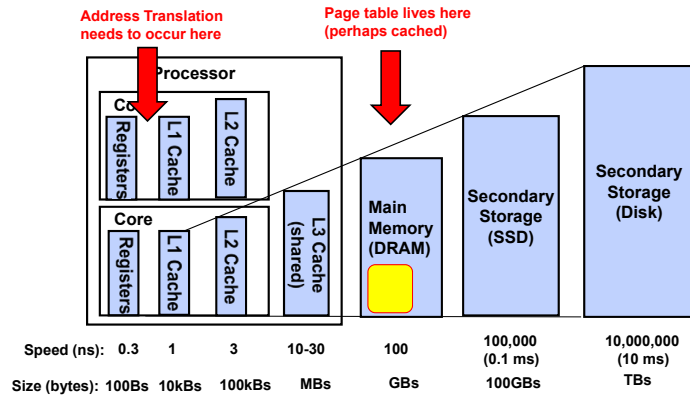 Address Translation
needs to occur here
Page table lives here
(perhaps cached)
Processor
Co
Registers
L1 Cache
L2 Cache
Core
Registers
L1 Cache
L2 Cache
L3 Cache
(shared)
Main
Memory
(DRAM)
Secondary
Storage
(SSD)
Secondary
Storage
(Disk)
Speed (ns): 0.3 1 3 10-30 100 100,000 10,000,000
(0.1 ms) (10 ms)
Size (bytes): 100Bs 10kBs 100kBs MBs GBs 100GBs TBs